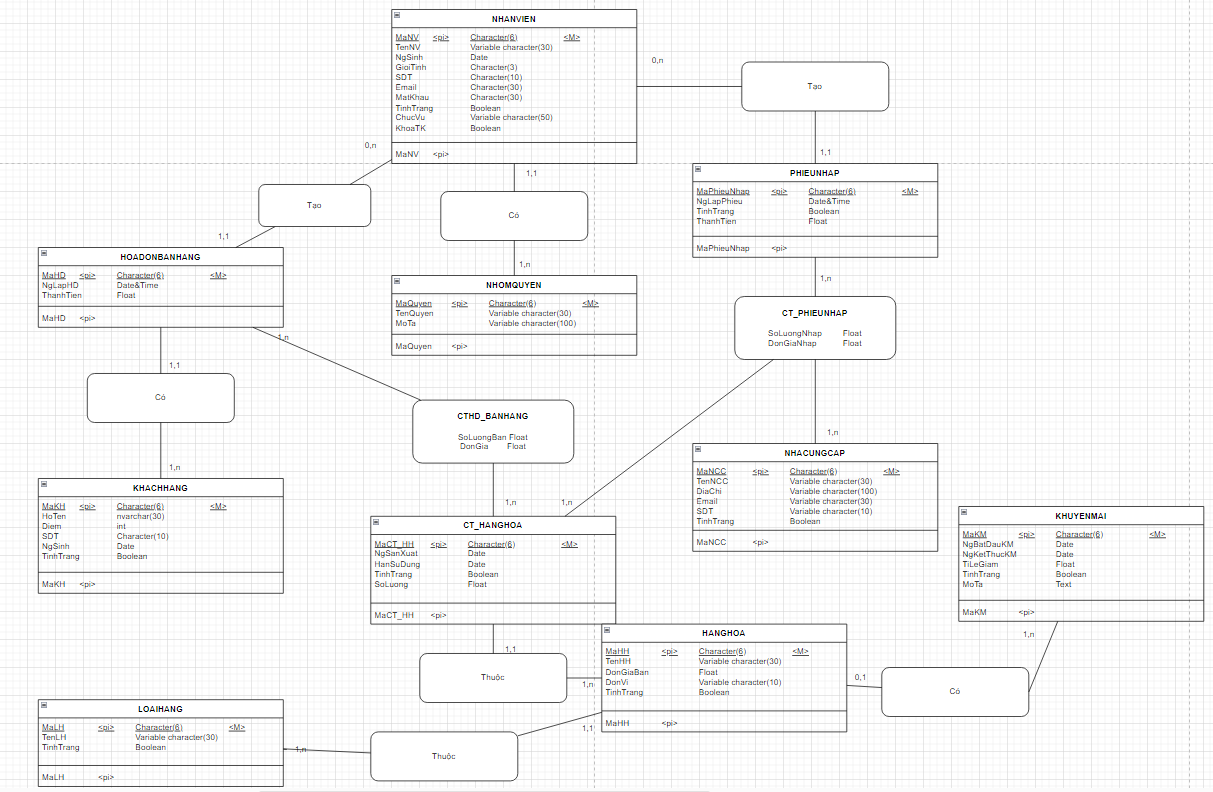 NHANVIEN
MaNV <pi> Character(6) <M>
TenNV Variable character(30)
NgSinh Date
GioiTinh Character(3)
SDT Character(10)
Email Character(30)
MatKhau Character(30)
TinhTrang Boolean
ChucVu Variable character(50)
KhoaTK Boolean
MaNV <pi>
0,n
Tạo
1,1
0,n
Tạo
1,1
1,1
Có
1,n
PHIEUNHAP
MaPhieuNhap <pi> Character(6) <M>
NgLapPhieu Date&Time
TinhTrang Boolean
ThanhTien Float
MaPhieuNhap <pi>
HOADONBANHANG
MaHD <pi> Character(6) <M>
NgLapHD Date&Time
ThanhTien Float
MaHD <pi>
NHOMQUYEN
MaQuyen <pi> Character(6) <M>
TenQuyen Variable character(30)
MoTa Variable character(100)
MaQuyen <pi>
1,n
CT_PHIEUNHAP
SoLuongNhap Float
DonGiaNhap Float
1,n
1,1
Có
1,n
CTHD_BANHANG
SoLuongBan Float
DonGia Float
1,n
1,n
1,n
NHACUNGCAP
MaNCC <pi> Character(6) <M>
TenNCC Variable character(30)
DiaChi Variable character(100)
Email Variable character(30)
SDT Variable character(10)
TinhTrang Boolean
MaNCC <pi>
KHACHHANG
MaKH <pi> Character(6) <M>
HoTen nvarchar(30)
Diem int
SDT Character(10)
NgSinh Date
TinhTrang Boolean
MaKH <pi>
CT_HANGHOA
MaCT_HH <pi> Character(6) <M>
NgSanXuat Date
HanSuDung Date
TinhTrang Boolean
SoLuong Float
MaCT_HH <pi>
KHUYENMAI
MaKM <pi> Character(6) <M>
NgBatDauKM Date
NgKetThucKM Date
TiLeGiam Float
TinhTrang Boolean
MoTa Text
MaKM <pi>
1,1
Thuộc
1,n
HANGHOA
MaHH <pi> Character(6) <M>
TenHH Variable character(30)
DonGiaBan Float
DonVi Variable character(10)
TinhTrang Boolean
MaHH <pi>
1,n
0,1
Có
LOAIHANG
MaLH <pi> Character(6) <M>
TenLH Variable character(30)
TinhTrang Boolean
MaLH <pi>
1,n
Thuộc
1,1